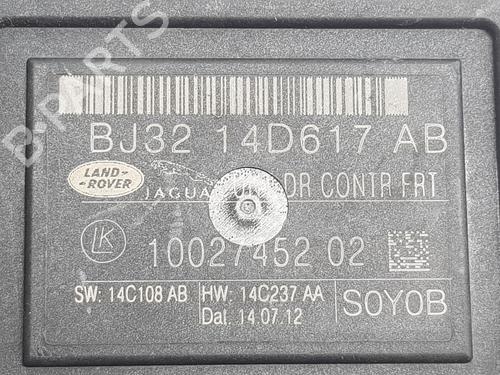 BJ32 14D617 AB
LAND-
ROVER
DR CONTR FRT
LK
10027452 02
SW: 14C108 AB HW: 14C237 AA
Dat. 14.07.12
SOYOB
B-PARTS